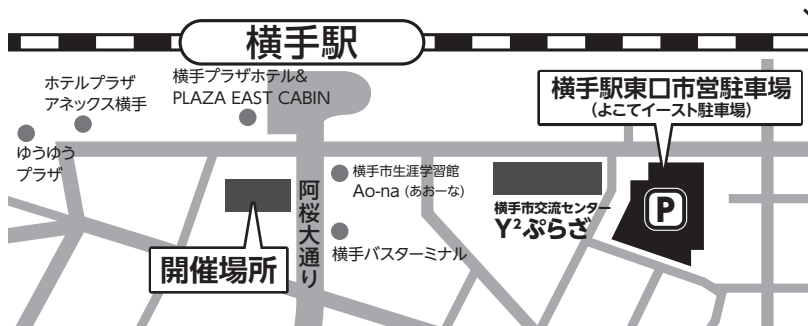 横手駅
横手プラザホテル&
PLAZA EAST CABIN
ホテルプラザ
アネックス横手
ゆうゆう
プラザ
横手駅東口市営駐車場
(よこてイースト駐車場)
P
横手市生涯学習館
Ao-na (あおーな)
横手市交流センター
Y²ぷらざ
阿桜大通り
開催場所
横手バスターミナル